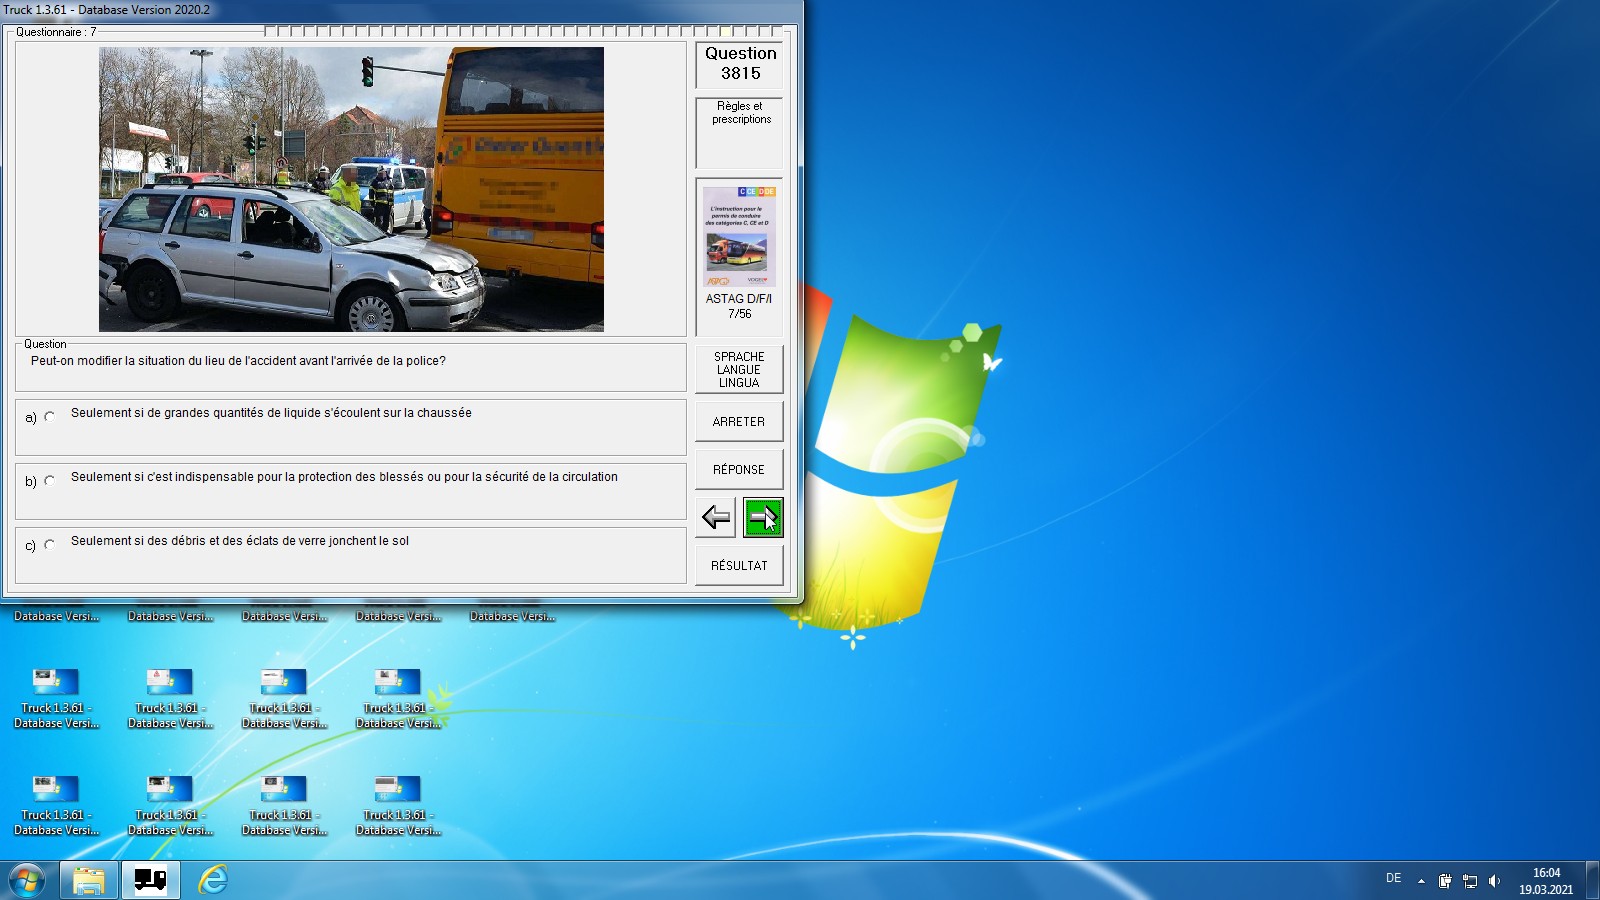 Truck 1.3.61 - Database Version 2020.2
Questionnaire : 7
Question
3815
Règles et
prescriptions
C CE D DE
L'instruction pour le
permis de conduire
des catégories C, CE et D
ASTAG D/F/I
7/56
Question
Peut-on modifier la situation du lieu de l'accident avant l'arrivée de la police?
a) Seulement si de grandes quantités de liquide s'écoulent sur la chaussée
b) Seulement si c'est indispensable pour la protection des blessés ou pour la sécurité de la circulation
c) Seulement si des débris et des éclats de verre jonchent le sol
SPRACHE
LANGUE
LINGUA
ARRETER
RÉPONSE
RÉSULTAT
Database Versi...
Database Versi...
Database Versi...
Database Versi...
Database Versi...
Truck 1.3.61 -
Database Versi...
Truck 1.3.61 -
Database Versi...
Truck 1.3.61 -
Database Versi...
Truck 1.3.61 -
Database Versi...
Truck 1.3.61 -
Database Versi...
Truck 1.3.61 -
Database Versi...
Truck 1.3.61 -
Database Versi...
Truck 1.3.61 -
Database Versi...
DE
16:04
19.03.2021